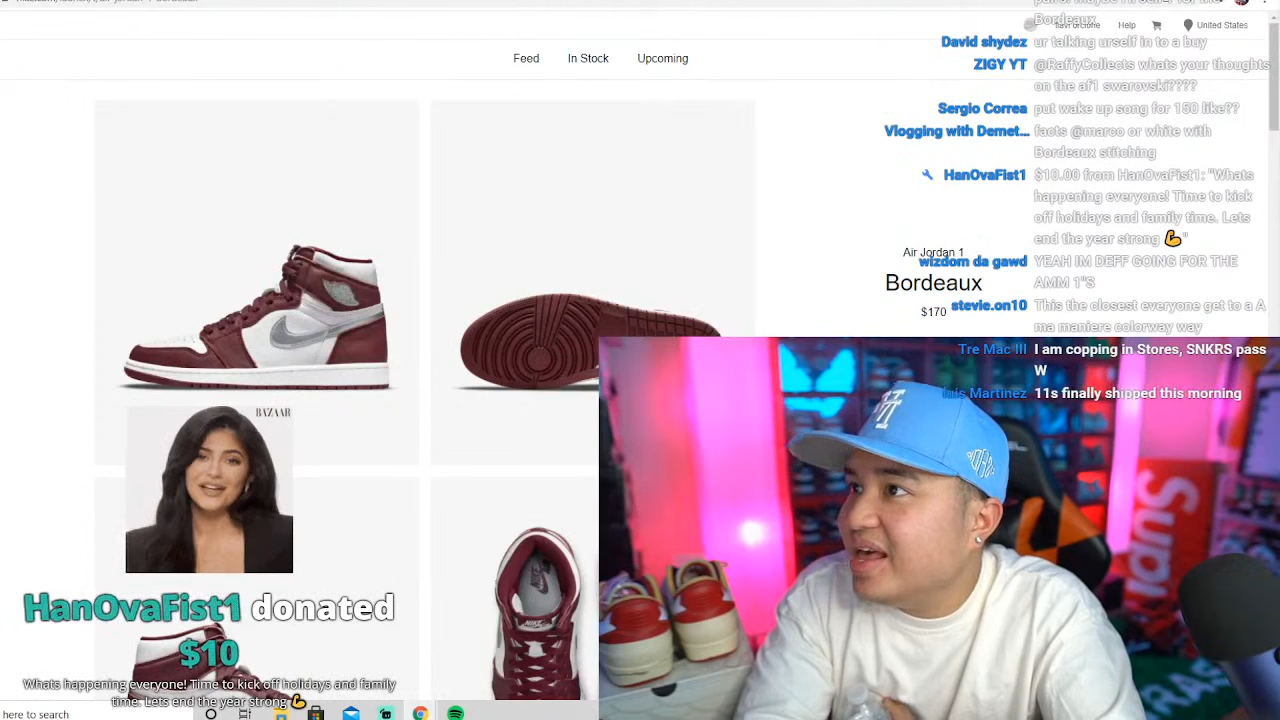 Bordeaux
Help
United States
Feed
In Stock
Upcoming
David shydez ur talking urself in to a buy
ZIGY YT @RaffyCollects whats your thoughts
on the af1 swarovski????
Sergio Correa put wake up song for 150 like??
Vlogging with Demet... facts @marco or white with
Bordeaux stitching
HanOvaFist1 $10.00 from HanOvaFist1: "Whats
happening everyone! Time to kick
off holidays and family time. Lets
end the year strong 💪"
Air Jordan 1
wizdom da gawd YEAH IM DEFF GOING FOR THE
AMM 1"S
Bordeaux
$170
stevie.on10 This the closest everyone get to a A
ma maniere colorway way
Tre Mac III I am copping in Stores, SNKRS pass
W
luis Martinez 11s finally shipped this morning
BAZAAR
HanOvaFist1 donated
$10
Whats happening everyone! Time to kick off holidays and family
time. Lets end the year strong 💪
here to search